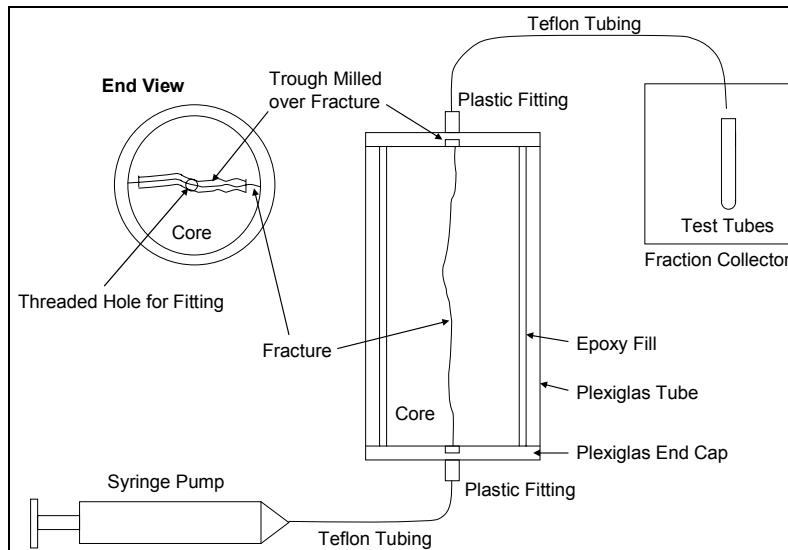 Teflon Tubing
End View
Trough Milled
over Fracture
Plastic Fitting
Core
Test Tubes
Fraction Collector
Threaded Hole for Fitting
Fracture
Epoxy Fill
Plexiglas Tube
Core
Plexiglas End Cap
Syringe Pump
Plastic Fitting
Teflon Tubing